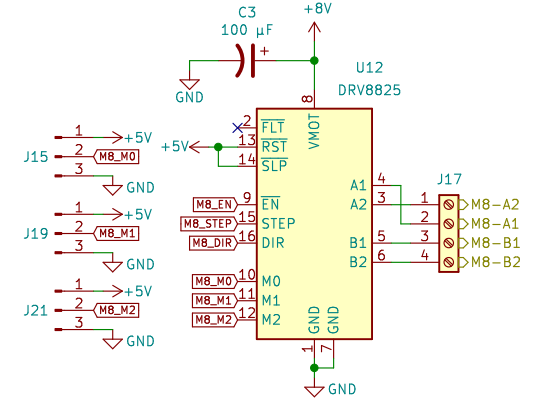 C3
100 µF
+8V
GND
U12
DRV8825
8
VMOT
2
FLT
+5V
13
RST
14
SLP
M8_EN
9
EN
M8_STEP
15
STEP
M8_DIR
16
DIR
M8_M0
10
M0
M8_M1
11
M1
M8_M2
12
M2
A1
4
A2
3
B1
5
B2
6
GND
GND
1
7
GND
J17
1
M8-A2
2
M8-A1
3
M8-B1
4
M8-B2
J15
1
+5V
2
M8_M0
3
GND
J19
1
+5V
2
M8_M1
3
GND
J21
1
+5V
2
M8_M2
3
GND